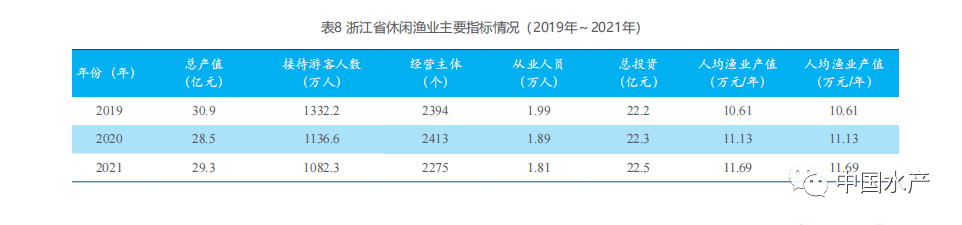 表8 浙江省休闲渔业主要指标情况（2019年～2021年）
年份（年） 总产值（亿元） 接待游客人数（万人） 经营主体（个） 从业人员（万人） 总投资（亿元） 人均渔业产值（万元/年） 人均渔业产值（万元/年）
2019 30.9 1332.2 2394 1.99 22.2 10.61 10.61
2020 28.5 1136.6 2413 1.89 22.3 11.13 11.13
2021 29.3 1082.3 2275 1.81 22.5 11.69 11.69
中国水产